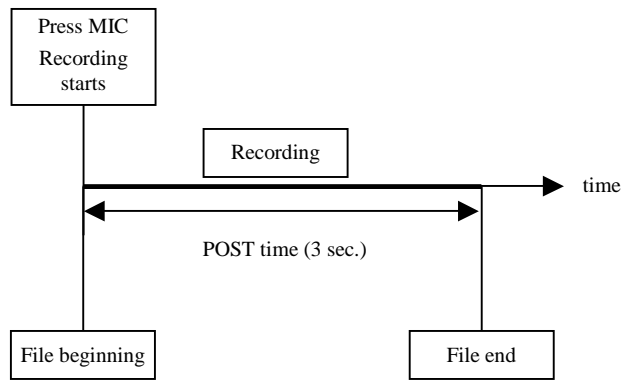 Press MIC
Recording
starts
Recording
time
POST time (3 sec.)
File beginning
File end